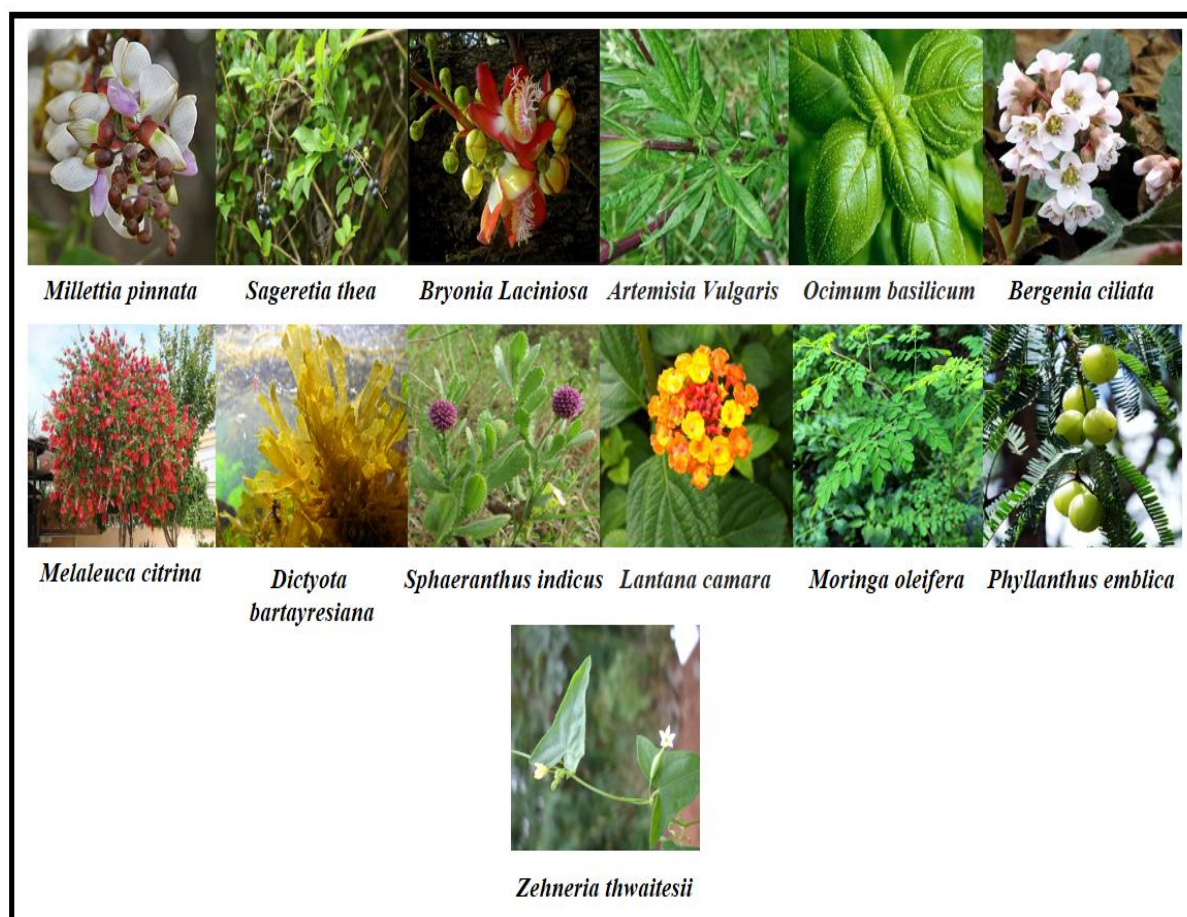 Millettia pinnata
Sageretia thea
Bryonia Laciniosa
Artemisia Vulgaris
Ocimum basilicum
Bergenia ciliata
Melaleuca citrina
Dictyota
bartayresiana
Sphaeranthus indicus
Lantana camara
Moringa oleifera
Phyllanthus emblica
Zehneria thwaitesii